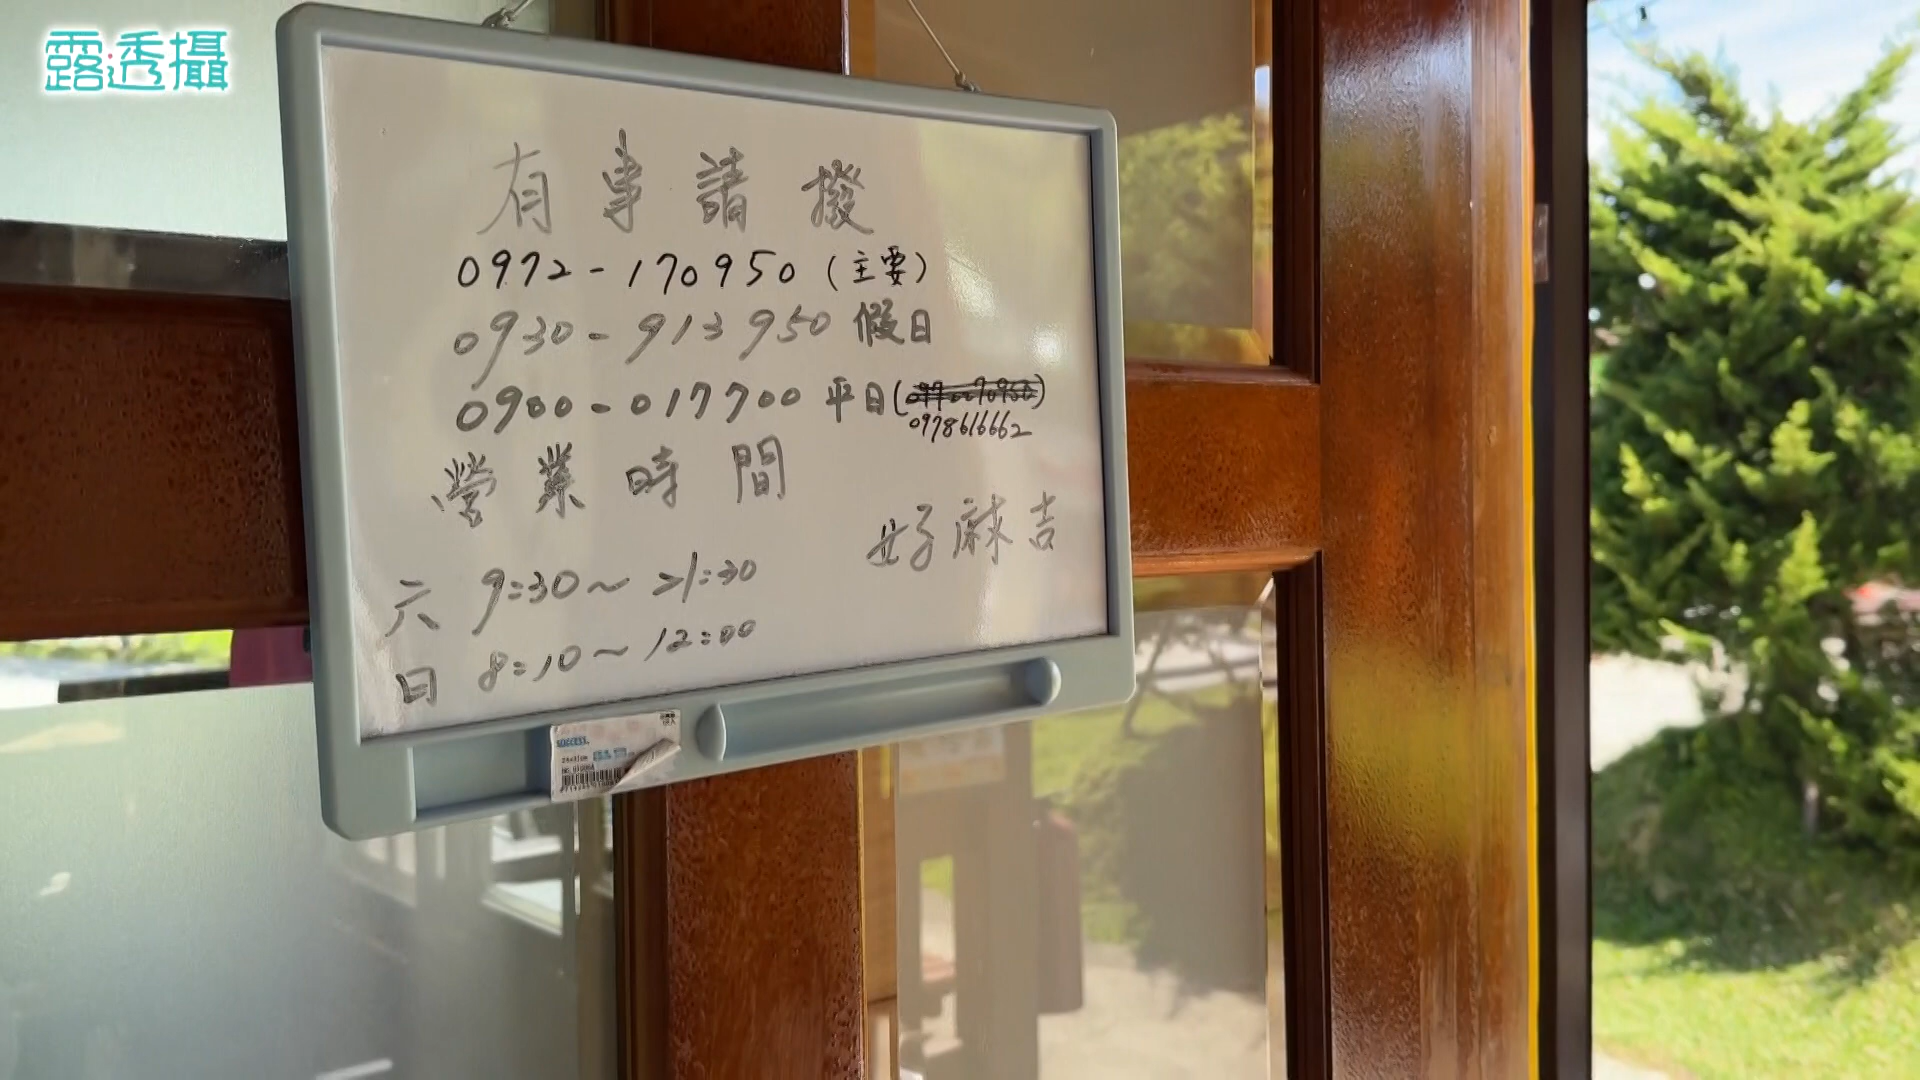 露透攝
有事請撥
0972-170950（主要）
0930-913950 假日
0900-017700 平日(
0978616662
營業時間
好麻吉
六 9:30～21:30
日 8:10～12:00
SUCCESS.